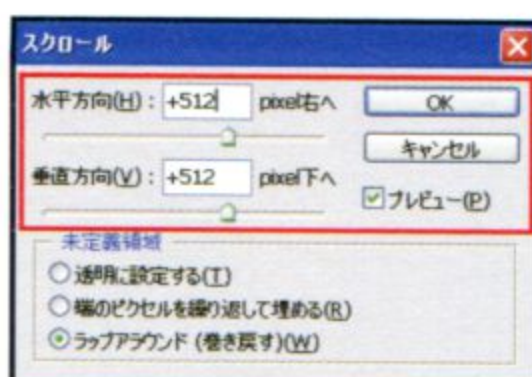 スクロール
水平方向(H): +512 pixel右へ
OK
キャンセル
垂直方向(V): +512 pixel下へ
プレビュー(P)
未定義領域
透明に設定する(T)
端のピクセルを繰り返して埋める(R)
ラップアラウンド (巻き戻す)(W)